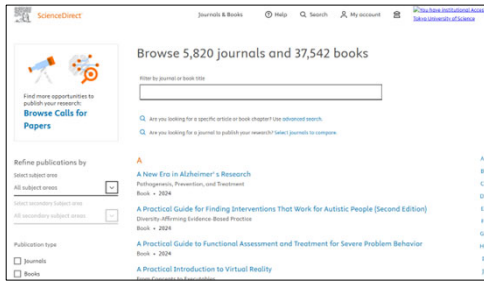 ScienceDirect
Journals & Books
Help
Search
My account
You have institutional Access
Tokyo University of Science
Find more opportunities to
publish your research:
Browse Calls for
Papers
Browse 5,820 journals and 37,542 books
Filter by journal or book title
Are you looking for a specific article or book chapter? Use advanced search.
Are you looking for a journal to publish your research? Select journals to compare.
Refine publications by
Select subject area
All subject areas
Select secondary subject area
All secondary subject areas
Publication type
Journals
Books
A
A New Era in Alzheimer's Research
Pathogenesis, Prevention, and Treatment
Book • 2024
A Practical Guide for Finding Interventions That Work for Autistic People (Second Edition)
Diversity-Affirming Evidence-Based Practice
Book • 2024
A Practical Guide to Functional Assessment and Treatment for Severe Problem Behavior
Book • 2024
A Practical Introduction to Virtual Reality
From Concepts to Executables
A
B
C
D
E
F
G
H
I
J